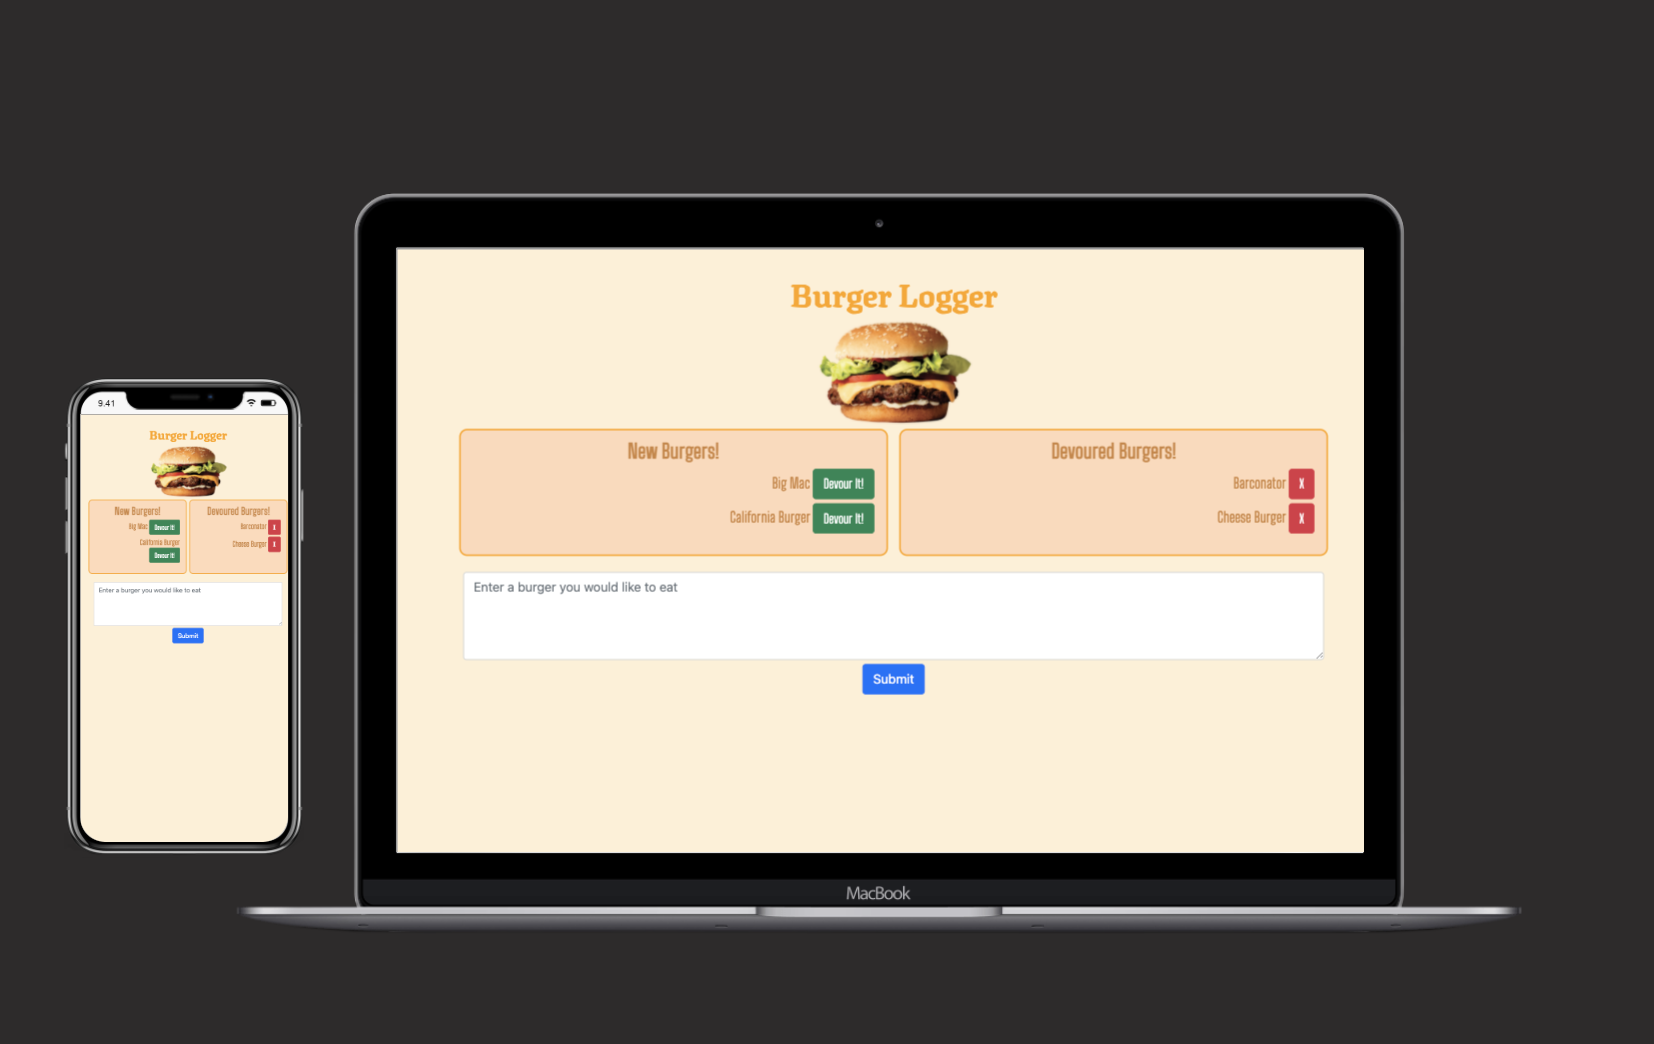 9.41
Burger Logger
New Burgers!
Big Mac Devour It!
California Burger
Devour It!
Devoured Burgers!
Barconator X
Cheese Burger X
Enter a burger you would like to eat
Submit
Burger Logger
New Burgers!
Big Mac Devour It!
California Burger Devour It!
Devoured Burgers!
Barconator X
Cheese Burger X
Enter a burger you would like to eat
Submit
MacBook